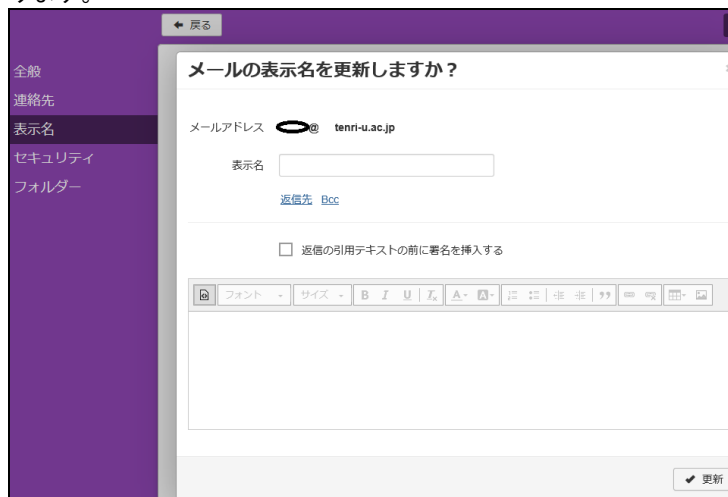 戻る
全般
連絡先
表示名
セキュリティ
フォルダー
メールの表示名を更新しますか？
メールアドレス @ tenri-u.ac.jp
表示名
返信先 Bcc
返信の引用テキストの前に署名を挿入する
フォント サイズ B I U Ix A A
更新